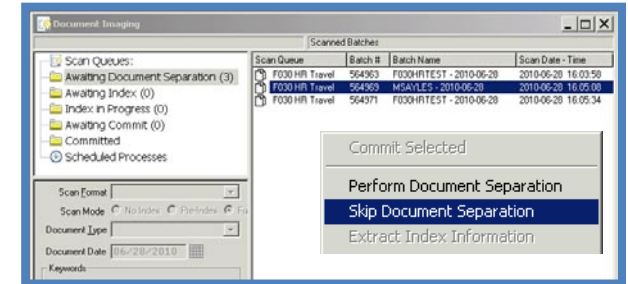 Document Imaging
Scanned Batches
Scan Queues:
Awaiting Document Separation (3)
Awaiting Index (0)
Index in Progress (0)
Awaiting Commit (0)
Committed
Scheduled Processes
Scan Queue Batch # Batch Name Scan Date - Time
F030 HR Travel 564963 F030HRTEST - 2010-06-28 2010-06-28 16:03:58
F030 HR Travel 564969 MSAYLES - 2010-06-28 2010-06-28 16:05:08
F030 HR Travel 564971 F030HRTEST - 2010-06-28 2010-06-28 16:05:34
Commit Selected
Perform Document Separation
Skip Document Separation
Extract Index Information
Scan Format
Scan Mode No Index Pre-Index
Document Type
Document Date 06/28/2010
Keywords